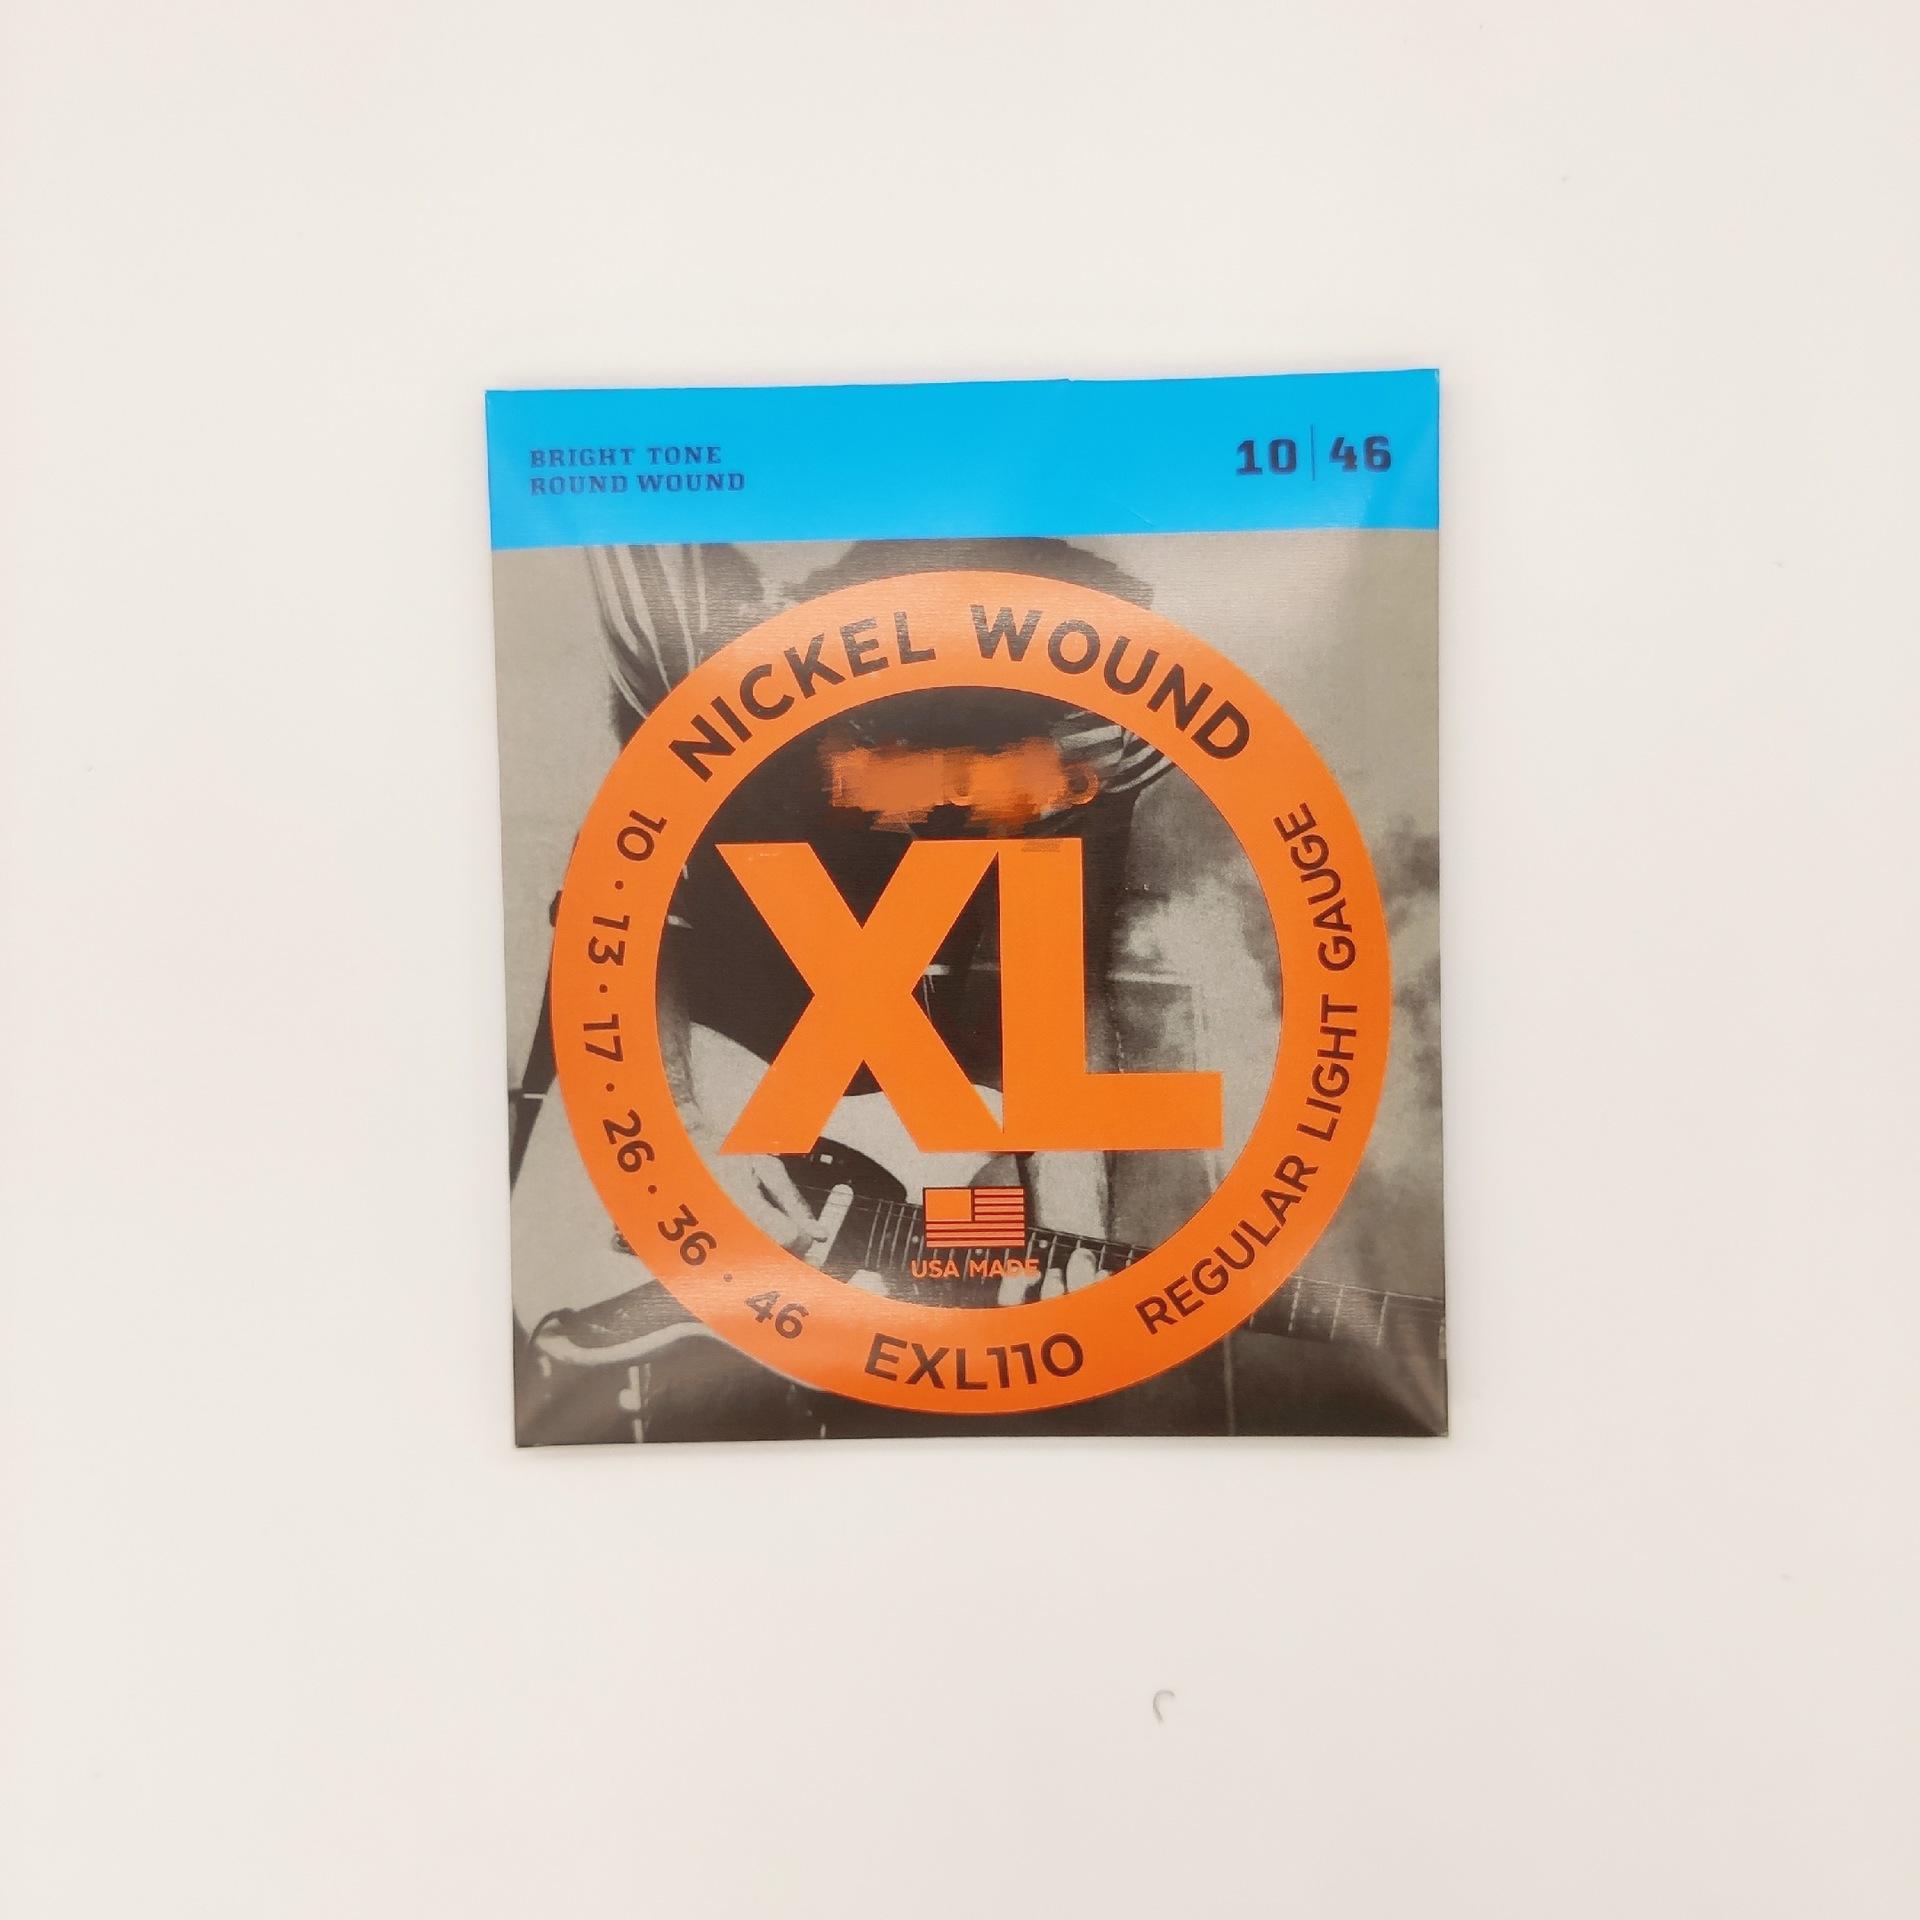 BRIGHT TONE
ROUND WOUND
10 | 46
NICKEL WOUND
XL
USA MADE
10 · 13 · 17 · 26 · 36 · 46
EXL110
REGULAR LIGHT GAUGE